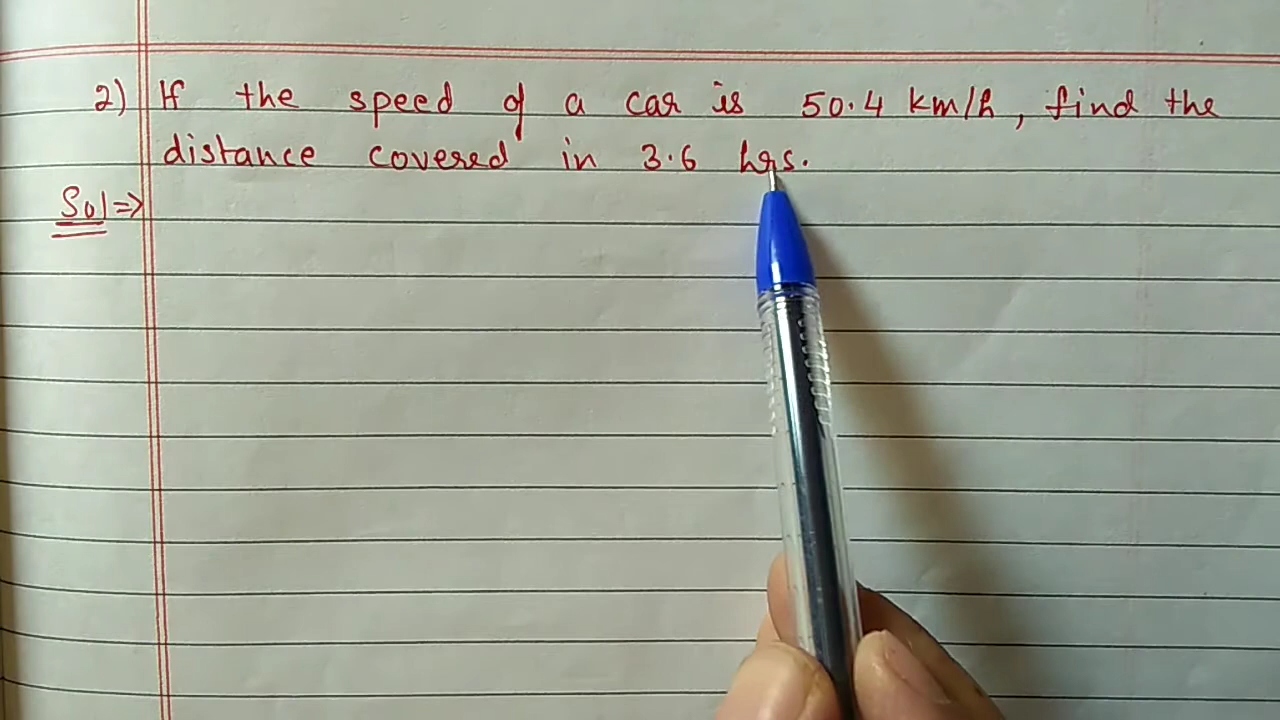 2) If the speed of a car is 50.4 km/h, find the
distance covered in 3.6 hrs.
Sol =>